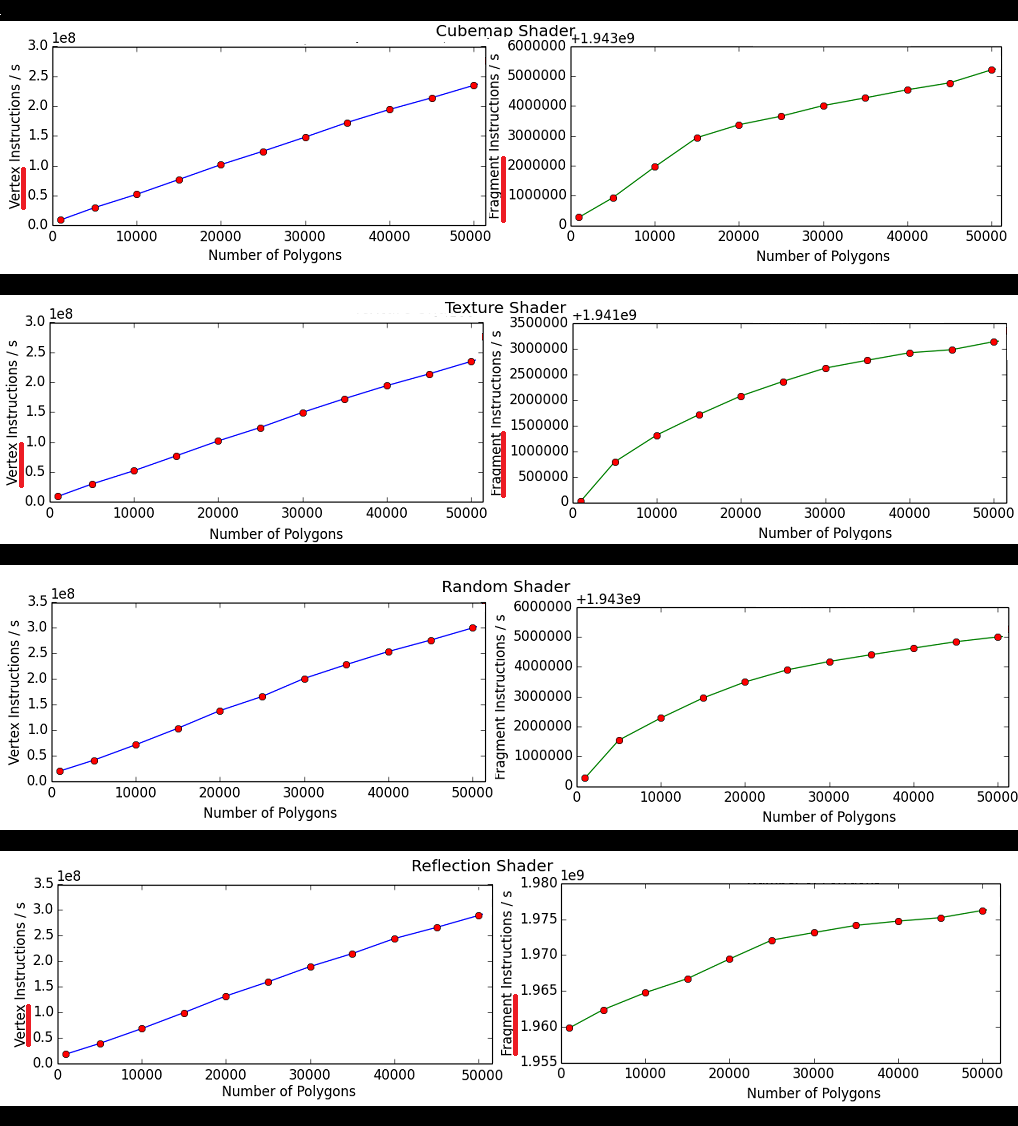 Cubemap Shader
1e8
3.0
2.5
2.0
1.5
1.0
0.5
0.0
Vertex Instructions / s
0 10000 20000 30000 40000 50000
Number of Polygons
+1.943e9
6000000
5000000
4000000
3000000
2000000
1000000
0
Fragment Instructions / s
0 10000 20000 30000 40000 50000
Number of Polygons
Texture Shader
1e8
3.0
2.5
2.0
1.5
1.0
0.5
0.0
Vertex Instructions / s
0 10000 20000 30000 40000 50000
Number of Polygons
+1.941e9
3500000
3000000
2500000
2000000
1500000
1000000
500000
0
Fragment Instructions / s
0 10000 20000 30000 40000 50000
Number of Polygons
Random Shader
1e8
3.5
3.0
2.5
2.0
1.5
1.0
0.5
0.0
Vertex Instructions / s
0 10000 20000 30000 40000 50000
Number of Polygons
+1.943e9
6000000
5000000
4000000
3000000
2000000
1000000
0
Fragment Instructions / s
0 10000 20000 30000 40000 50000
Number of Polygons
Reflection Shader
1e8
3.5
3.0
2.5
2.0
1.5
1.0
0.5
0.0
Vertex Instructions / s
0 10000 20000 30000 40000 50000
Number of Polygons
1e9
1.980
1.975
1.970
1.965
1.960
1.955
Fragment Instructions / s
0 10000 20000 30000 40000 50000
Number of Polygons